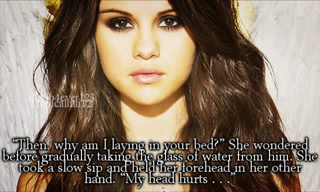 "Then, why am I laying in your bed?" She wondered
before gradually taking the glass of water from him. She
took a slow sip and held her forehead in her other
hand. "My head hurts . . ."